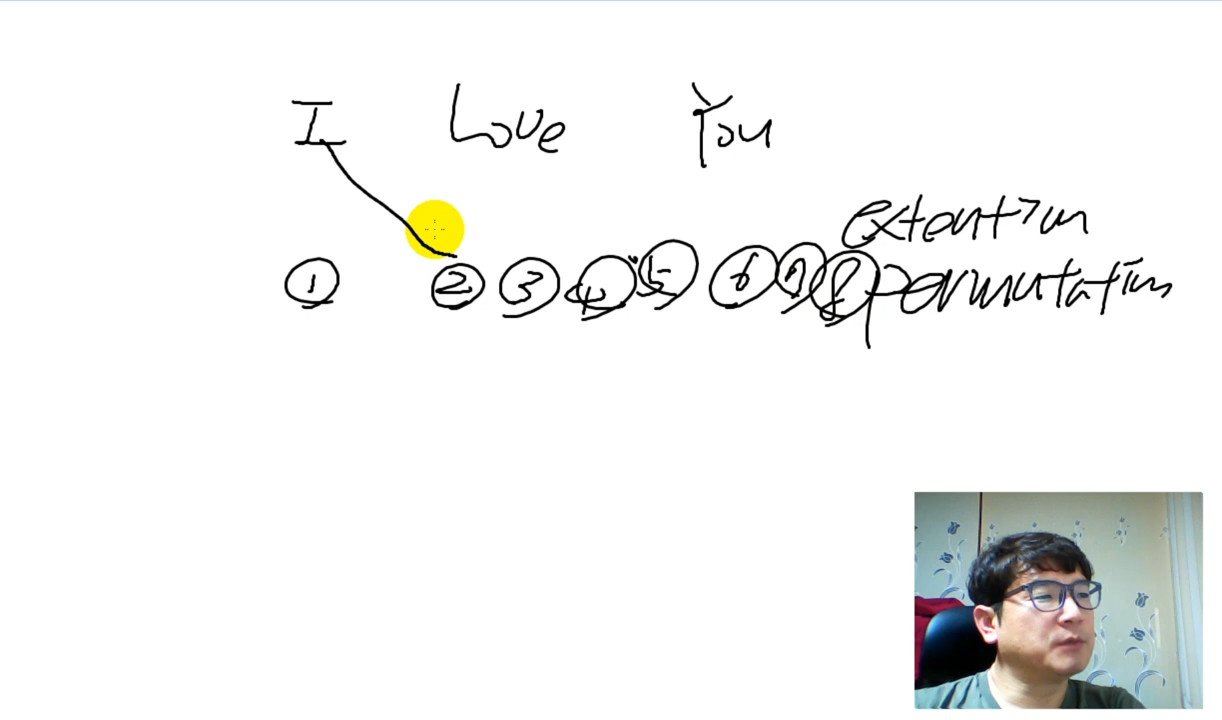 I Love You
extention
① ② ③ ④ ⑤ ⑥ ⑦ ⑧ permutation